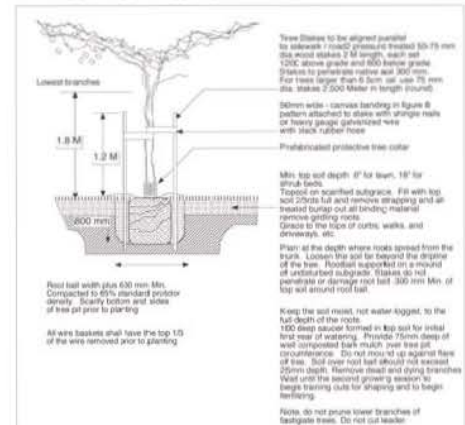 Tree Stakes to be aligned parallel
to sidewalk / road2 pressure treated 50-75 mm
dia wood stakes 2 M length, each set
1200 above grade and 800 below grade
Stakes to penetrate native soil 300 mm.
For trees larger than 6.5cm cal. use 75 mm
dia. stakes 2.500 Meter in length (round)
50mm wide - canvas banding in figure 8
pattern attached to stake with shingle nails
or heavy gauge galvanized wire
with black rubber hose
Prefabricated protective tree collar
Lowest branches
1.8 M
1.2 M
800 mm
Min. top soil depth 6" for lawn, 18" for
shrub beds.
Topsoil on scarified subgrade. Fill with top
soil 2/3rds full and remove strapping and all
treated burlap cut all binding material
remove girdling roots
Grade to the tops of curbs, walks, and
driveways, etc.
Plant at the depth where roots spread from the
trunk. Loosen the soil far beyond the dripline
of the tree. Rootball supported on a mound
of undisturbed subgrade. Stakes do not
penetrate or damage root ball. 300 mm Min. of
top soil around root ball.
Root ball width plus 600 mm Min.
Compacted to 85% standard proctor
density. Scarify bottom and sides
of tree pit prior to planting
All wire baskets shall have the top 1/3
of the wire removed prior to planting
Keep the soil moist, not water-logged, to the
full depth of the roots.
100 deep saucer formed in top soil for initial
first year of watering. Provide 75mm deep of
well composted bark mulch over tree pit
circumference. Do not mound up against flare
of tree. Soil over root ball should not exceed
25mm depth. Remove dead and dying branches
Wait until the second growing season to
begin training cuts for shaping and to begin
fertilizing.
Note, do not prune lower branches of
fastigiate trees. Do not cut leader